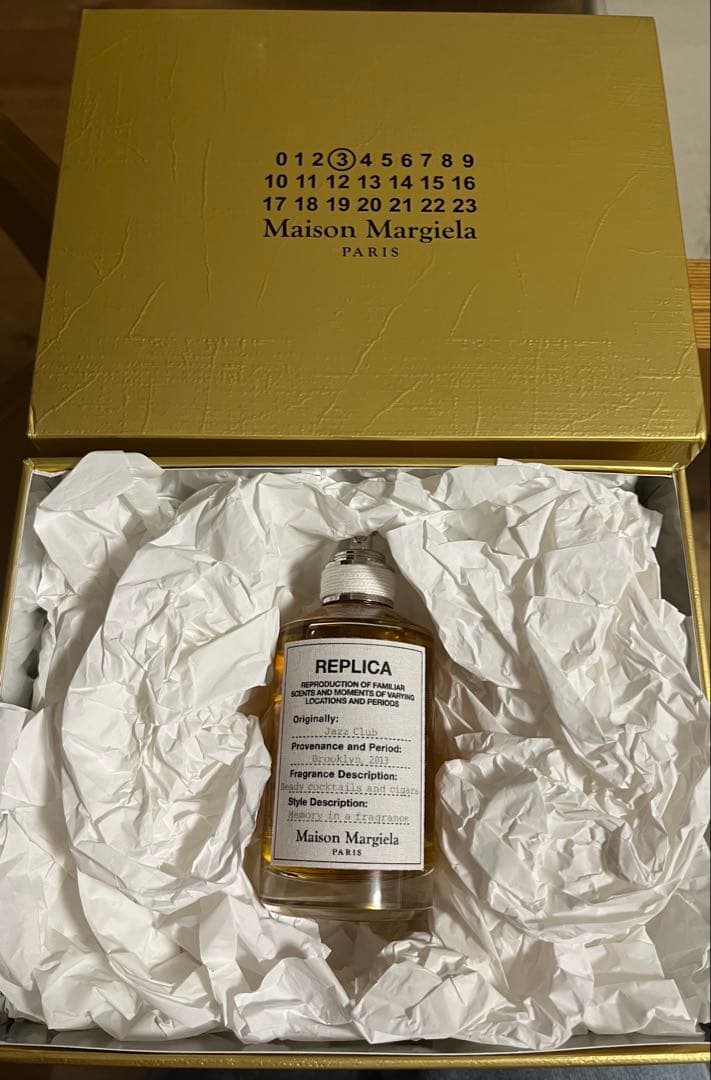 0 1 2 3 4 5 6 7 8 9
10 11 12 13 14 15 16
17 18 19 20 21 22 23
Maison Margiela
PARIS
REPLICA
REPRODUCTION OF FAMILIAR
SCENTS AND MOMENTS OF VARYING
LOCATIONS AND PERIODS
Originally:
Jazz Club
Provenance and Period:
Brooklyn, 2013
Fragrance Description:
Heady cocktails and cigars
Style Description:
Memory in a fragrance
Maison Margiela
PARIS